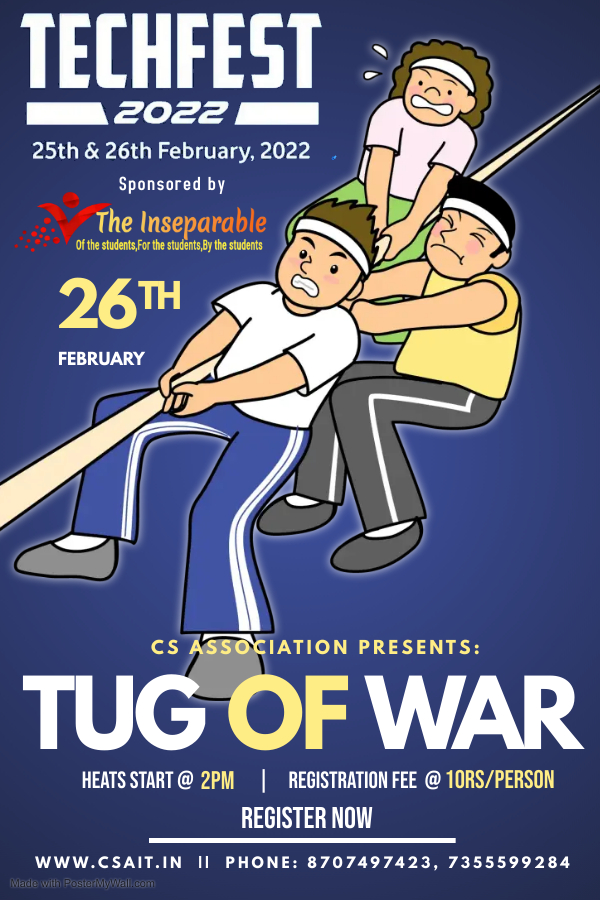 TECHFEST
2022
25th & 26th February, 2022
Sponsored by
The Inseparable
Of the students,For the students,By the students
26TH
FEBRUARY
CS ASSOCIATION PRESENTS:
TUG OF WAR
HEATS START @ 2PM | REGISTRATION FEE @ 10RS/PERSON
REGISTER NOW
WWW.CSAIT.IN || PHONE: 8707497423, 7355599284
Made with PosterMyWall.com